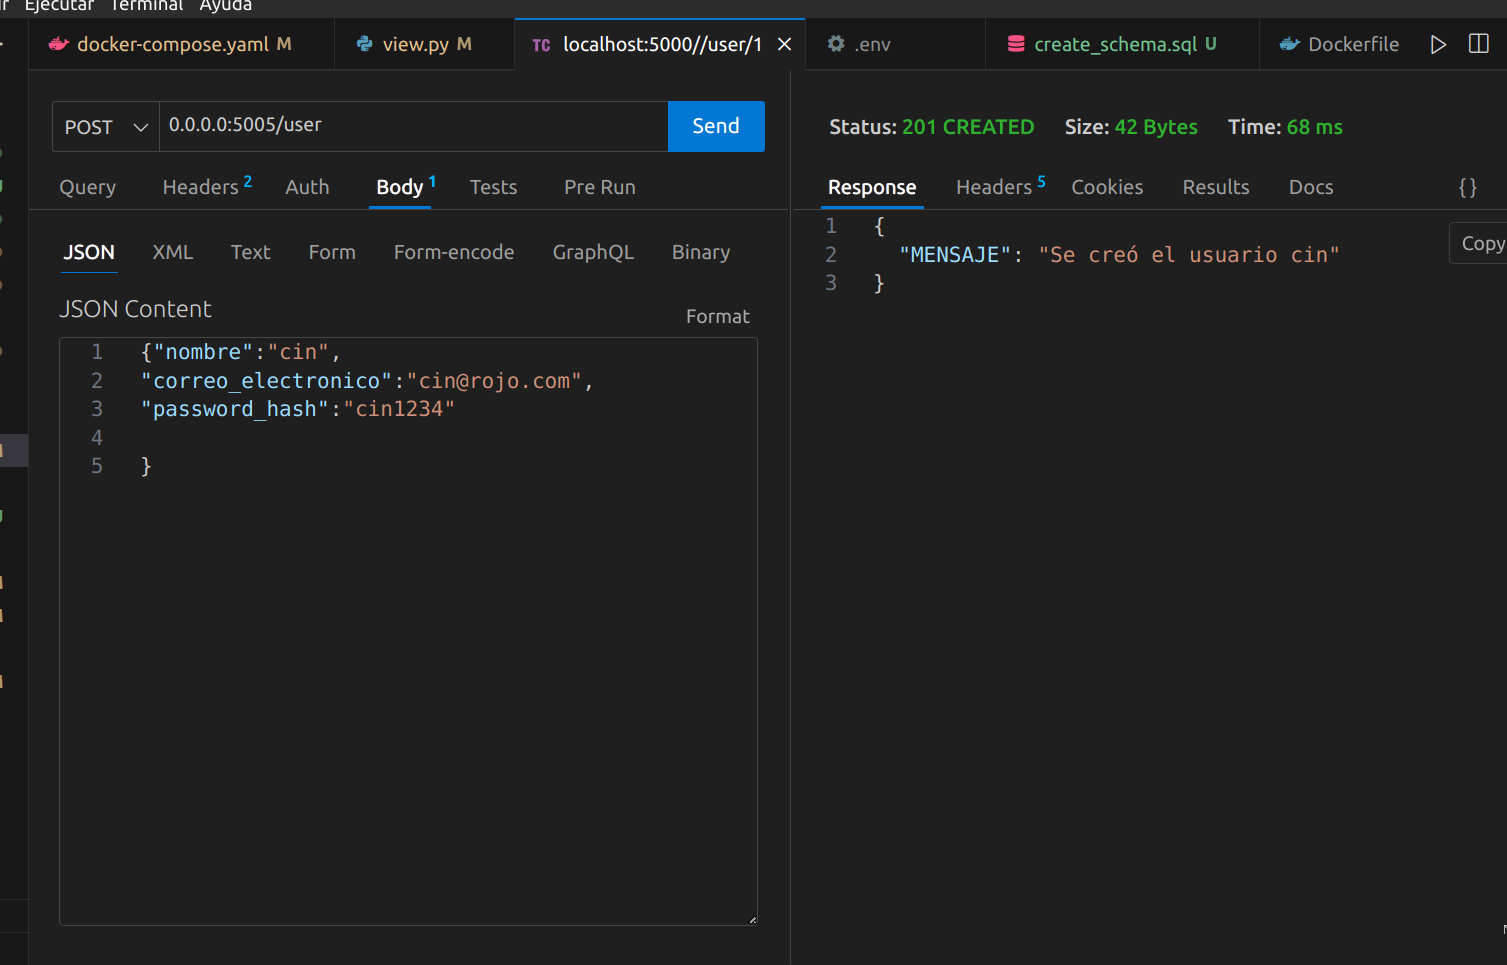 Ejecutar Terminal Ayuda
docker-compose.yaml M view.py M TC localhost:5000//user/1 .env create_schema.sql U Dockerfile
POST 0.0.0.0:5005/user Send
Status: 201 CREATED Size: 42 Bytes Time: 68 ms
Query Headers 2 Auth Body 1 Tests Pre Run
Response Headers 5 Cookies Results Docs {}
JSON XML Text Form Form-encode GraphQL Binary
JSON Content
Format
1 {"nombre":"cin",
2 "correo_electronico":"cin@rojo.com",
3 "password_hash":"cin1234"
4
5 }
1 {
2 "MENSAJE": "Se creó el usuario cin"
3 }
Copy